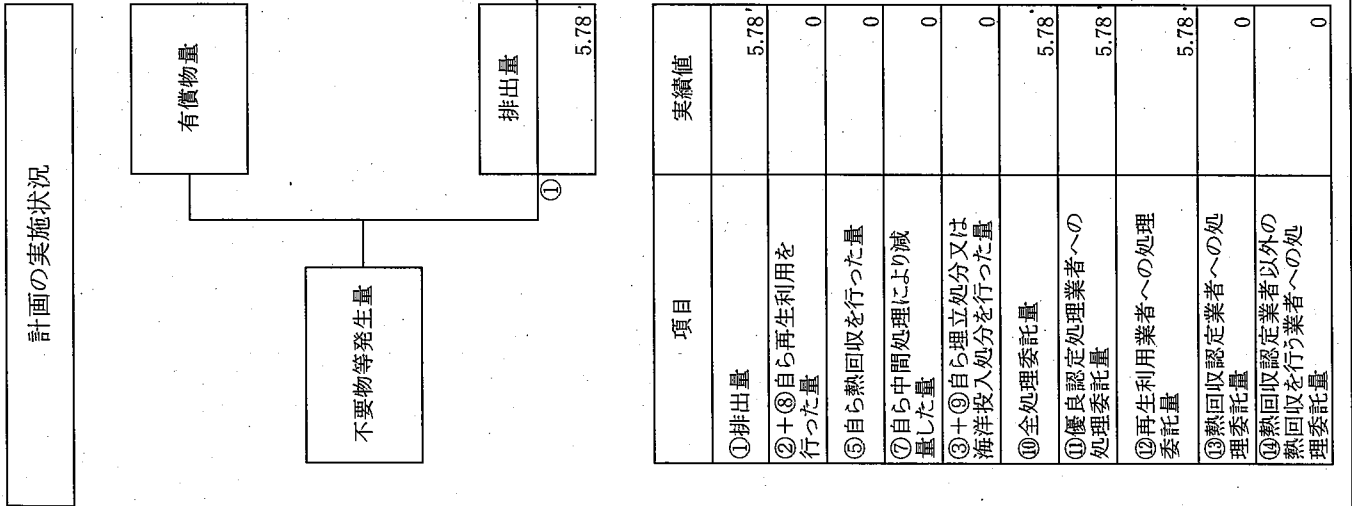 計画の実施状況
有償物量
不要物等発生量
排出量
①
5.78
項目
実績値
①排出量
5.78
②+⑧自ら再生利用を
行った量
0
⑤自ら熱回収を行った量
0
⑦自ら中間処理により減
量した量
0
③+⑨自ら埋立処分又は
海洋投入処分を行った量
0
⑩全処理委託量
5.78
⑪優良認定処理業者への
処理委託量
5.78
⑫再生利用業者への処理
委託量
5.78
⑬熱回収認定業者への処
理委託量
0
⑭熱回収認定業者以外の
熱回収を行う業者への処
理委託量
0